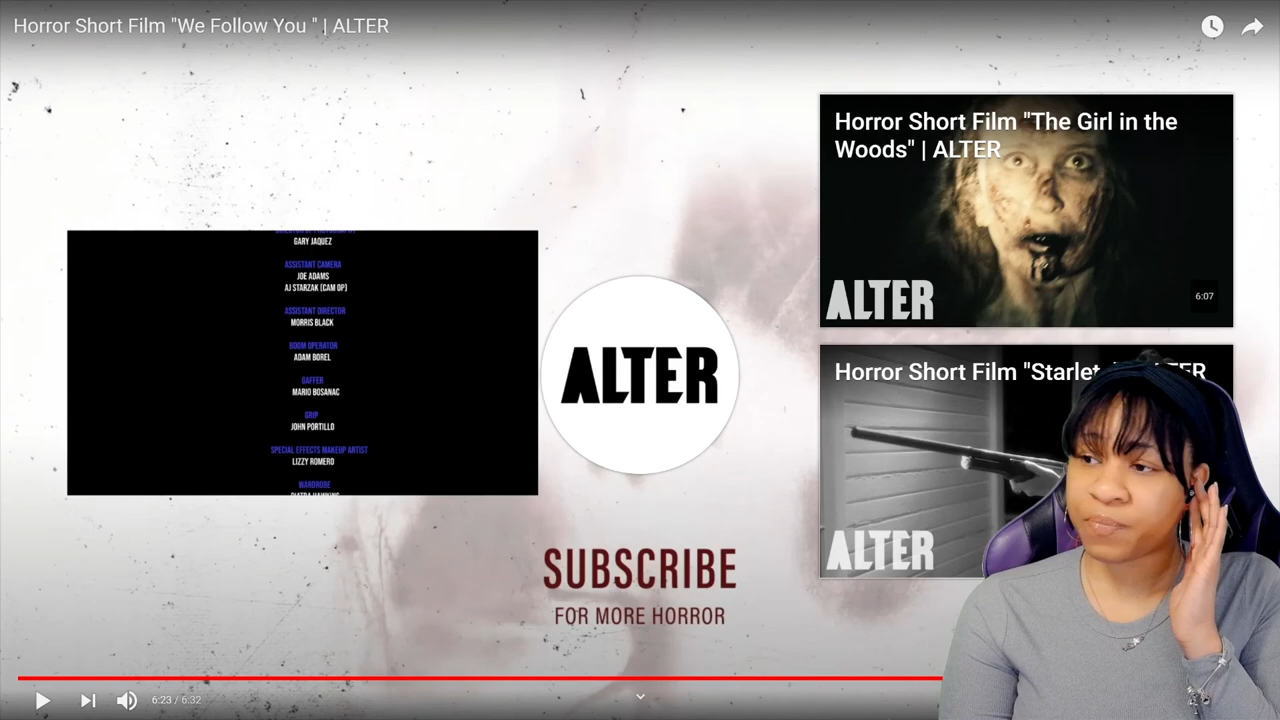 Horror Short Film "We Follow You " | ALTER
Horror Short Film "The Girl in the
Woods" | ALTER
ALTER
6:07
GARY JAQUEZ
ASSISTANT CAMERA
JOE ADAMS
AJ STARZAK (CAM OP)
ASSISTANT DIRECTOR
MORRIS BLACK
BOOM OPERATOR
ADAM BOREL
GAFFER
MARIO BOSANAC
GRIP
JOHN PORTILLO
SPECIAL EFFECTS MAKEUP ARTIST
LIZZY ROMERO
WARDROBE
ALTER
Horror Short Film "Starlet
ALTER
SUBSCRIBE
FOR MORE HORROR
6:23 / 6:32